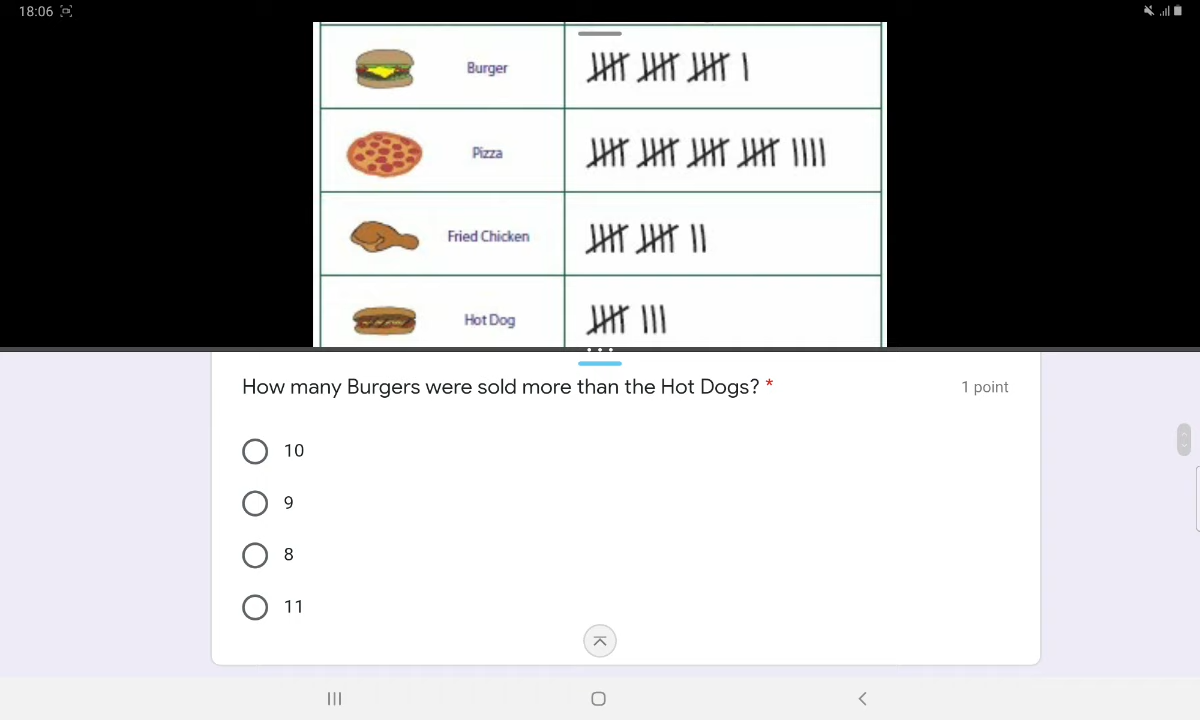 18:06
Burger
Pizza
Fried Chicken
Hot Dog
How many Burgers were sold more than the Hot Dogs? *
1 point
10
9
8
11